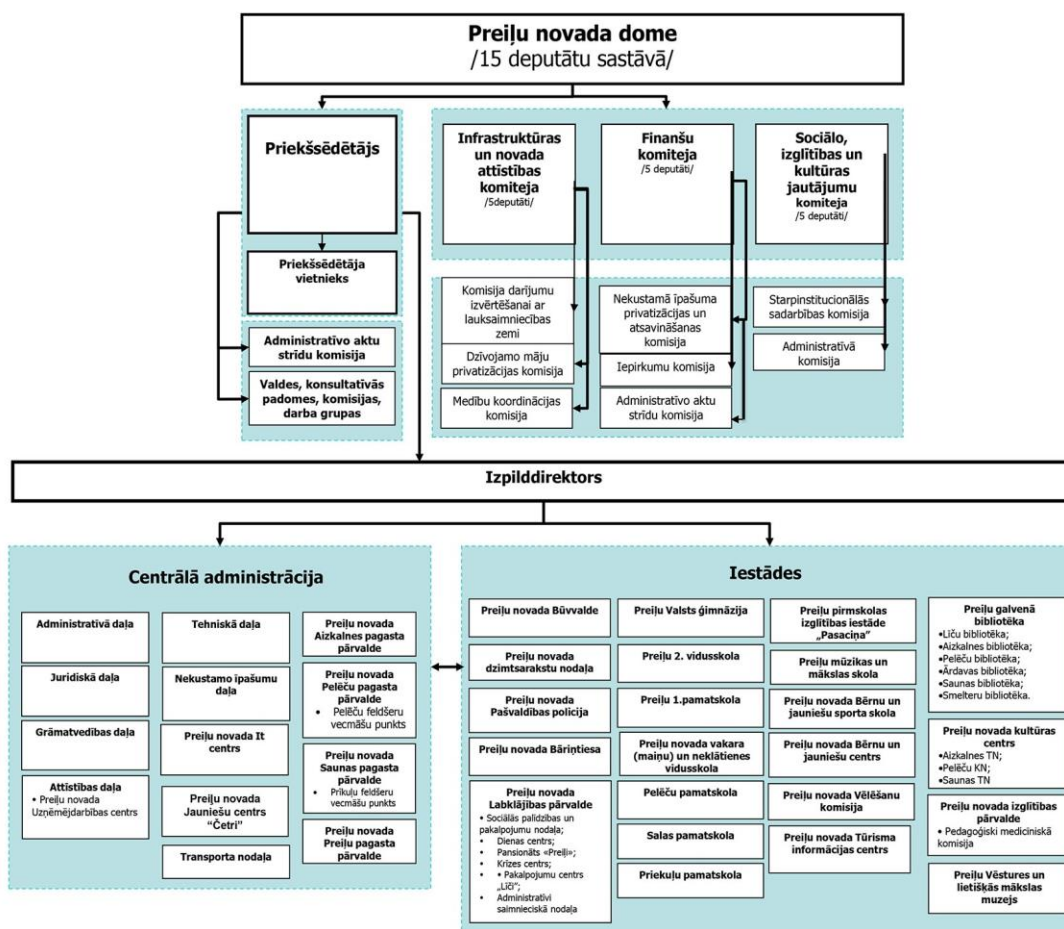 Preiļu novada dome
/15 deputātu sastāvā/
Priekšsēdētājs
Priekšsēdētāja
vietnieks
Administratīvo aktu
strīdu komisija
Valdes, konsultatīvās
padomes, komisijas,
darba grupas
Infrastruktūras
un novada
attīstības
komiteja
/5deputāti/
Finanšu
komiteja
/5 deputāti/
Sociālo,
izglītības un
kultūras
jautājumu
komiteja
/5 deputāti/
Komisija darījumu
izvērtēšanai ar
lauksaimniecības
zemi
Dzīvojamo māju
privatizācijas komisija
Medību koordinācijas
komisija
Nekustamā īpašuma
privatizācijas un
atsavināšanas
komisija
Iepirkumu komisija
Administratīvo aktu
strīdu komisija
Starpinstitucionālās
sadarbības komisija
Administratīvā
komisija
Izpilddirektors
Centrālā administrācija
Administratīvā daļa
Juridiskā daļa
Grāmatvedības daļa
Attīstības daļa
• Preiļu novada
Uzņēmējdarbības centrs
Tehniskā daļa
Nekustamo īpašumu
daļa
Preiļu novada It
centrs
Preiļu novada
Jauniešu centrs
"Četri"
Transporta nodaļa
Preiļu novada
Aizkalnes pagasta
pārvalde
Preiļu novada
Pelēču pagasta
pārvalde
• Pelēču feldšeru
vecmāšu punkts
Preiļu novada
Saunas pagasta
pārvalde
• Prīkuļu feldšeru
vecmāšu punkts
Preiļu novada
Preiļu pagasta
pārvalde
Iestādes
Preiļu novada Būvvalde
Preiļu novada
dzimtsarakstu nodaļa
Preiļu novada
Pašvaldības policija
Preiļu novada Bāriņtiesa
Preiļu novada
Labklājības pārvalde
• Sociālās palīdzības un
pakalpojumu nodaļa;
• Dienas centrs;
• Pansionāts «Preiļi»;
• Krīzes centrs;
• • Pakalpojumu centrs
„Līči";
• Administratīvi
saimnieciskā nodaļa
Preiļu Valsts ģimnāzija
Preiļu 2. vidusskola
Preiļu 1.pamatskola
Preiļu novada vakara
(maiņu) un neklātienes
vidusskola
Pelēču pamatskola
Salas pamatskola
Priekuļu pamatskola
Preiļu pirmskolas
izglītības iestāde
„Pasaciņa"
Preiļu mūzikas un
mākslas skola
Preiļu novada Bērnu un
jauniešu sporta skola
Preiļu novada Bērnu un
jauniešu centrs
Preiļu novada Vēlēšanu
komisija
Preiļu novada Tūrisma
informācijas centrs
Preiļu galvenā
bibliotēka
•Līču bibliotēka;
•Aizkalnes bibliotēka;
•Pelēču bibliotēka;
•Ārdavas bibliotēka;
•Saunas bibliotēka;
•Smelteru bibliotēka.
Preiļu novada kultūras
centrs
•Aizkalnes TN;
•Pelēču KN;
•Saunas TN
Preiļu novada izglītības
pārvalde
• Pedagoģiski mediciniskā
komisija
Preiļu Vēstures un
lietišķās mākslas
muzejs